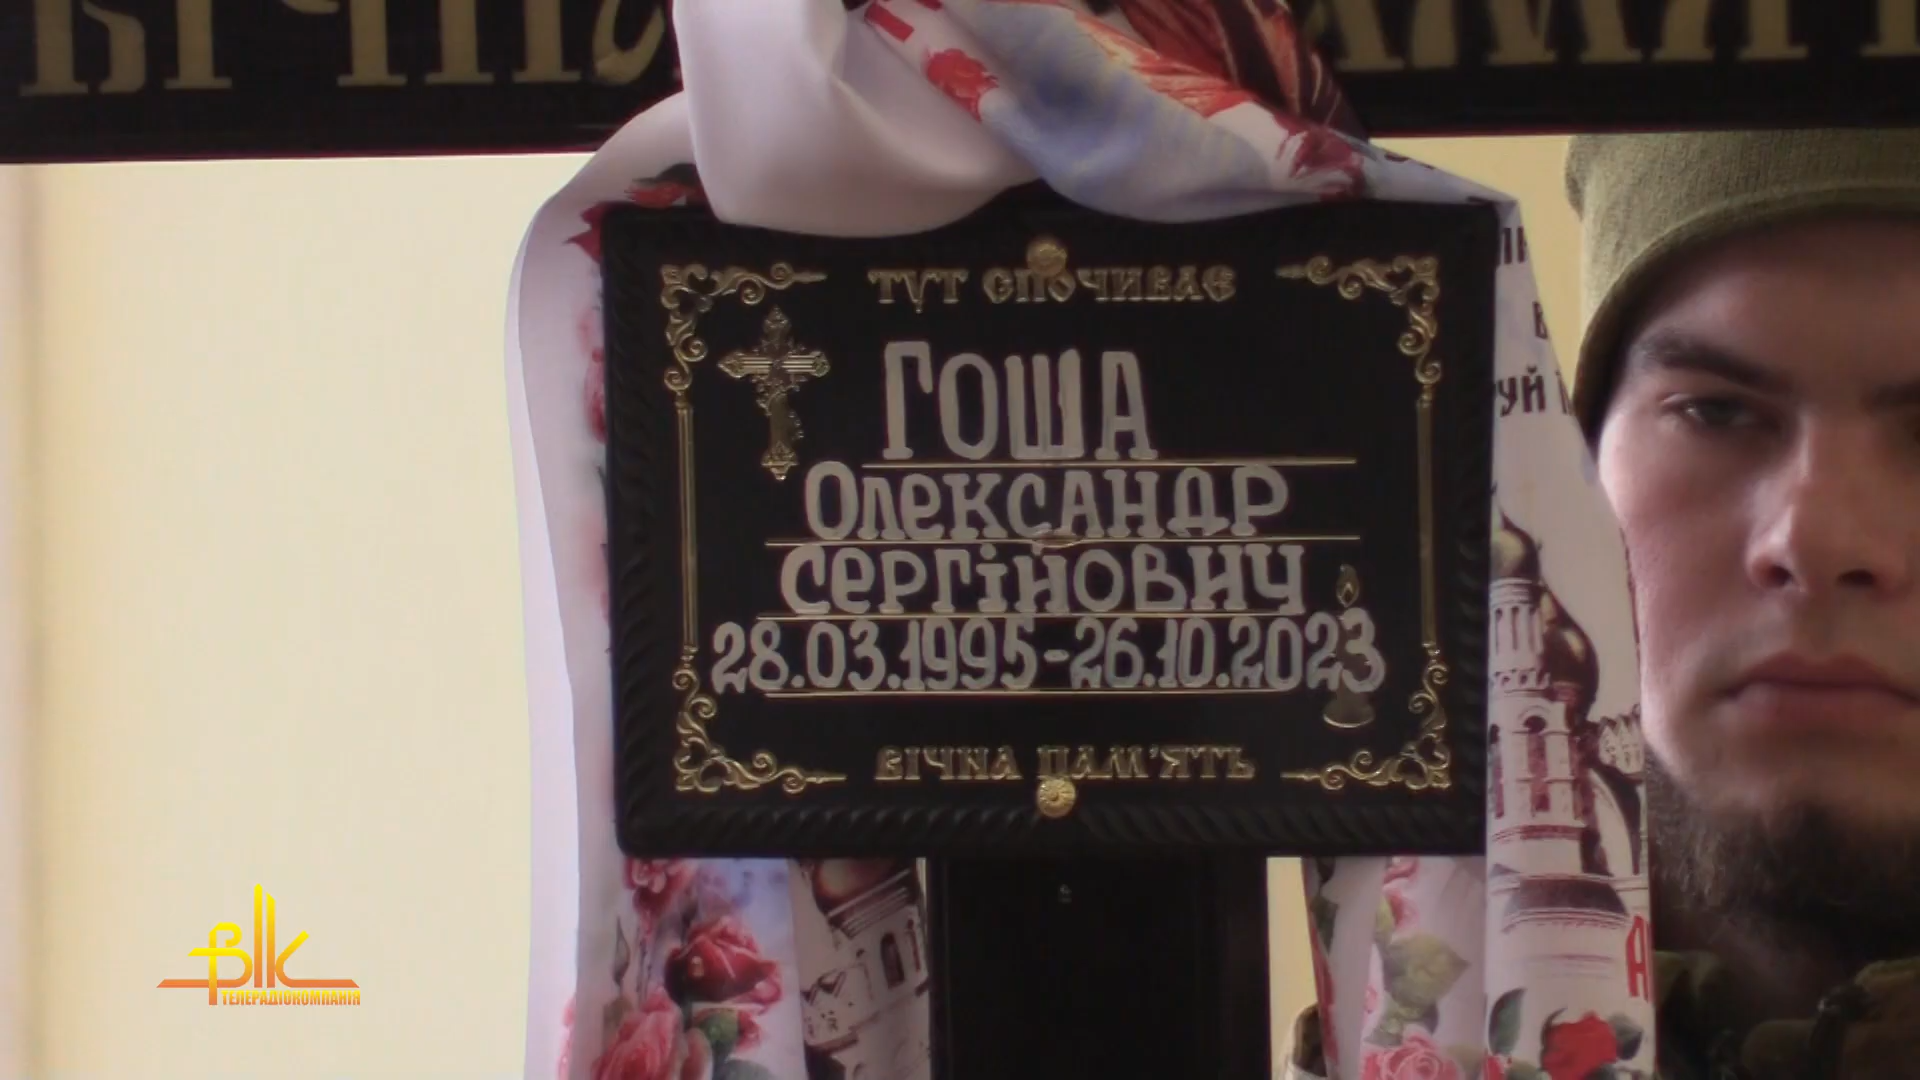 ТУТ СПОЧИВАЄ
ГОША
ОЛЕКСАНДР
СЕРГІЙОВИЧ
28.03.1995-26.10.2023
ВІЧНА ПАМ'ЯТЬ
ВІК
ТЕЛЕРАДІОКОМПАНІЯ